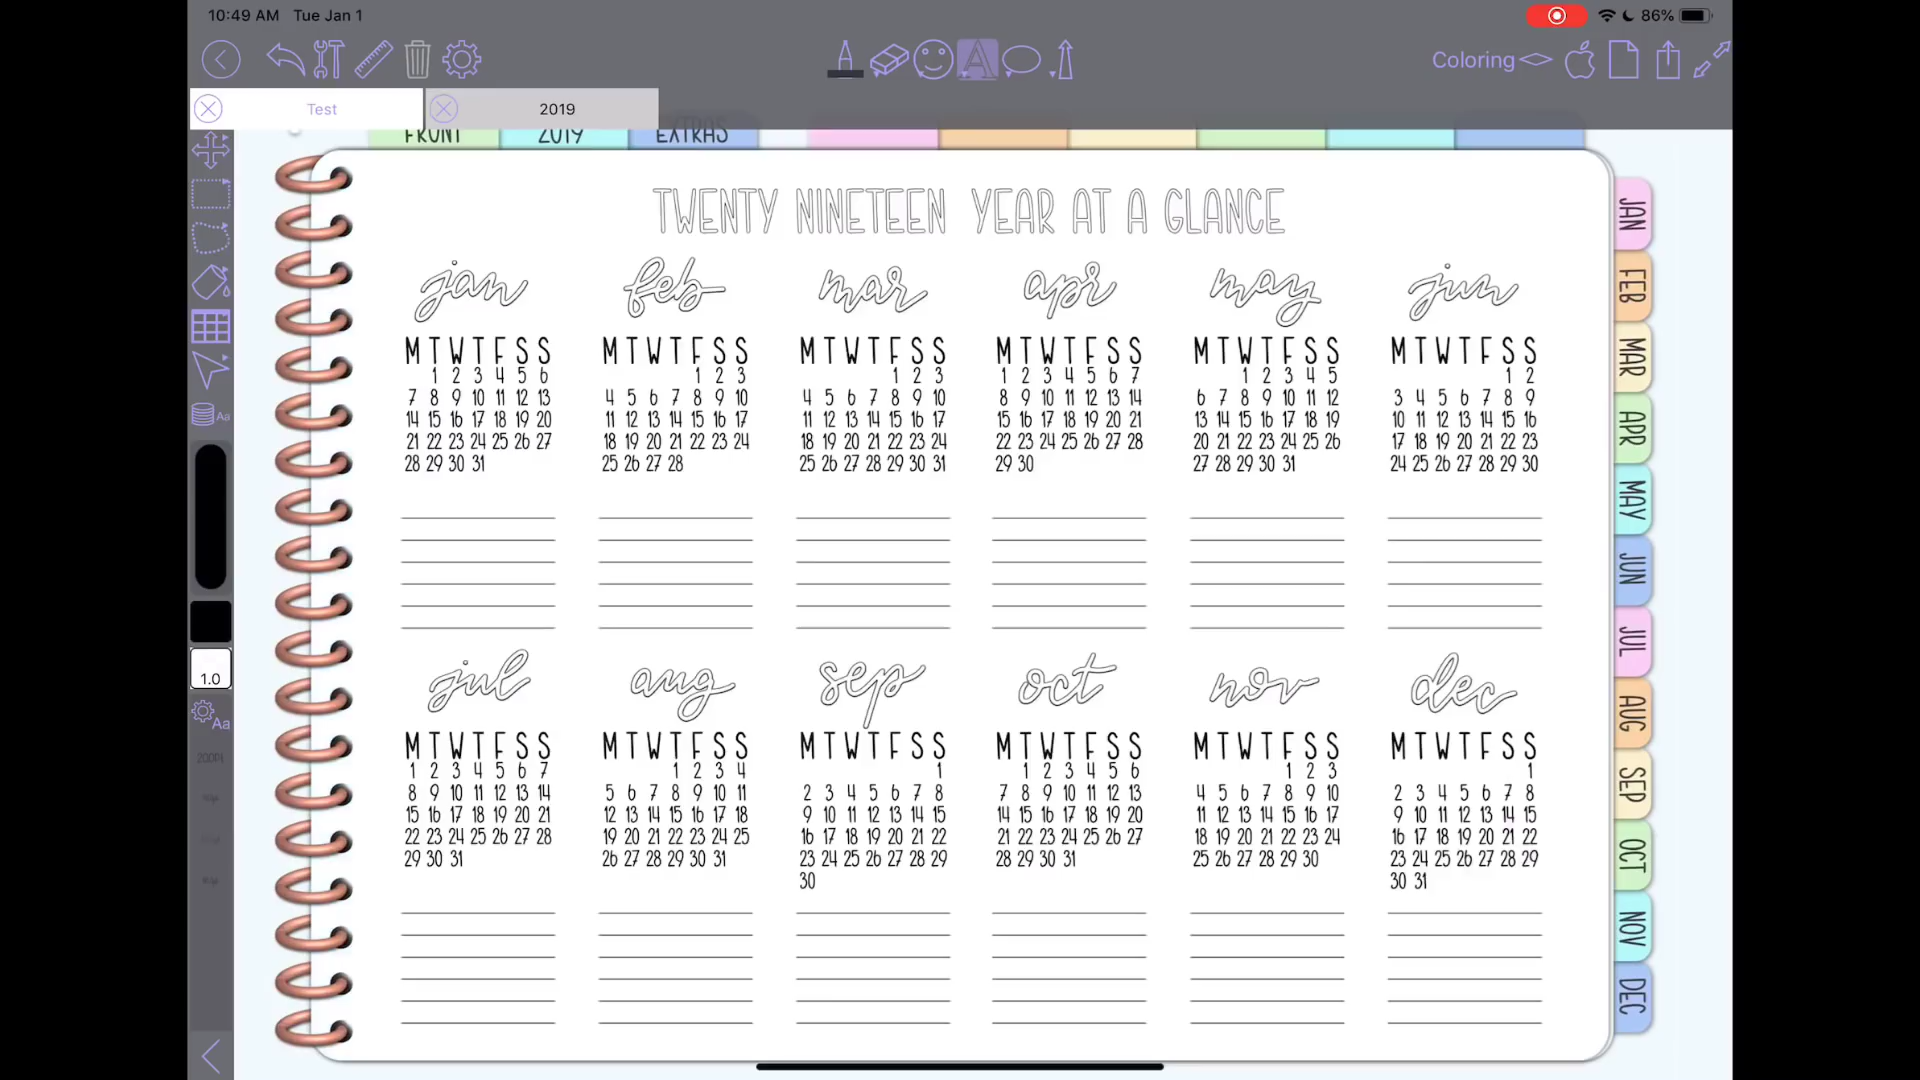 10:49 AM Tue Jan 1
86%
Coloring
Test
2019
FRONT
2019
EXTRAS
TWENTY NINETEEN YEAR AT A GLANCE
jan feb mar apr may jun
M T W T F S S M T W T F S S M T W T F S S M T W T F S S M T W T F S S M T W T F S S
1 2 3 4 5 6 1 2 3 1 2 3 1 2 3 4 5 6 7 1 2 3 4 5 1 2
7 8 9 10 11 12 13 4 5 6 7 8 9 10 4 5 6 7 8 9 10 8 9 10 11 12 13 14 6 7 8 9 10 11 12 3 4 5 6 7 8 9
14 15 16 17 18 19 20 11 12 13 14 15 16 17 11 12 13 14 15 16 17 15 16 17 18 19 20 21 13 14 15 16 17 18 19 10 11 12 13 14 15 16
21 22 23 24 25 26 27 18 19 20 21 22 23 24 18 19 20 21 22 23 24 22 23 24 25 26 27 28 20 21 22 23 24 25 26 17 18 19 20 21 22 23
28 29 30 31 25 26 27 28 25 26 27 28 29 30 31 29 30 27 28 29 30 31 24 25 26 27 28 29 30
jul aug sep oct nov dec
M T W T F S S M T W T F S S M T W T F S S M T W T F S S M T W T F S S M T W T F S S
1 2 3 4 5 6 7 1 2 3 4 1 1 2 3 4 5 6 1 2 3 1
8 9 10 11 12 13 14 5 6 7 8 9 10 11 2 3 4 5 6 7 8 7 8 9 10 11 12 13 4 5 6 7 8 9 10 2 3 4 5 6 7 8
15 16 17 18 19 20 21 12 13 14 15 16 17 18 9 10 11 12 13 14 15 14 15 16 17 18 19 20 11 12 13 14 15 16 17 9 10 11 12 13 14 15
22 23 24 25 26 27 28 19 20 21 22 23 24 25 16 17 18 19 20 21 22 21 22 23 24 25 26 27 18 19 20 21 22 23 24 16 17 18 19 20 21 22
29 30 31 26 27 28 29 30 31 23 24 25 26 27 28 29 28 29 30 31 25 26 27 28 29 30 23 24 25 26 27 28 29
30 30 31
JAN
FEB
MAR
APR
MAY
JUN
JUL
AUG
SEP
OCT
NOV
DEC
Aa
1.0
Aa